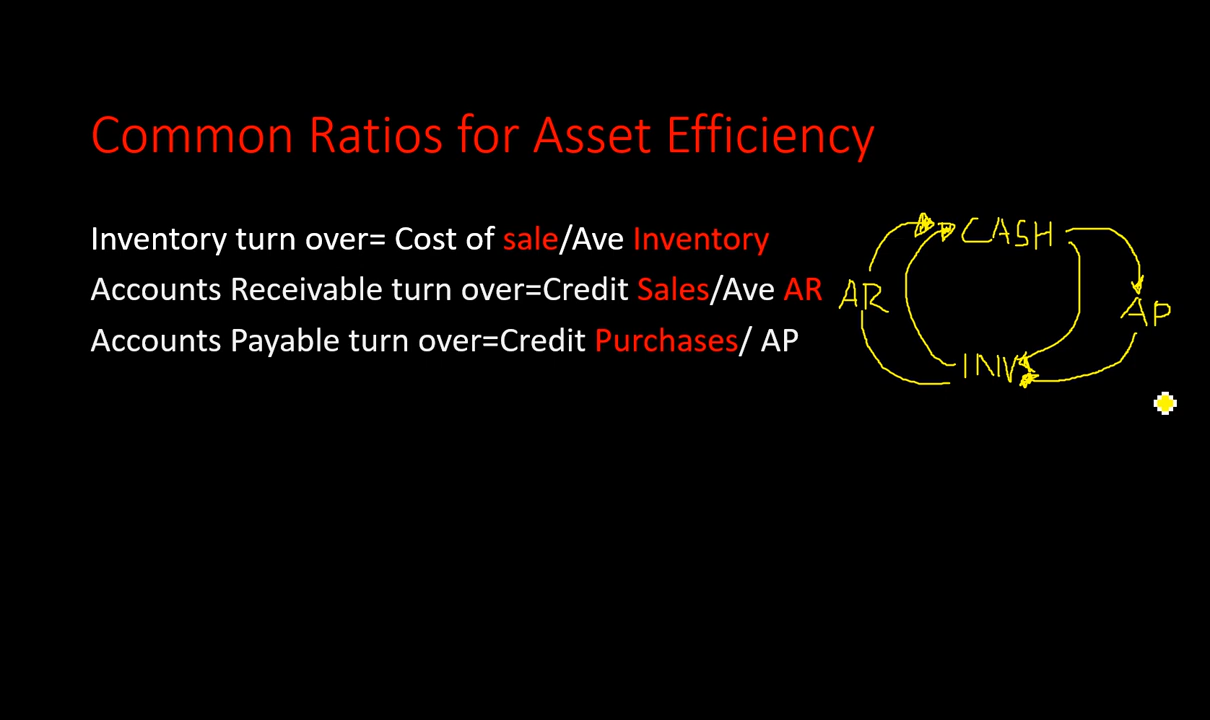 Common Ratios for Asset Efficiency
Inventory turn over= Cost of sale/Ave Inventory
Accounts Receivable turn over=Credit Sales/Ave AR
Accounts Payable turn over=Credit Purchases/ AP
CASH
AR
AP
INV